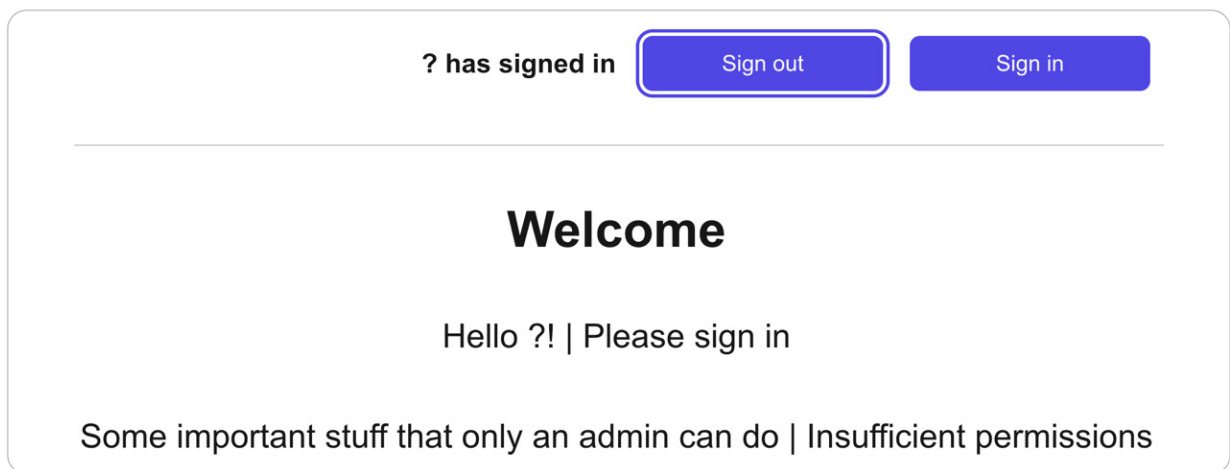 ? has signed in Sign out Sign in
Welcome
Hello ?! | Please sign in
Some important stuff that only an admin can do | Insufficient permissions